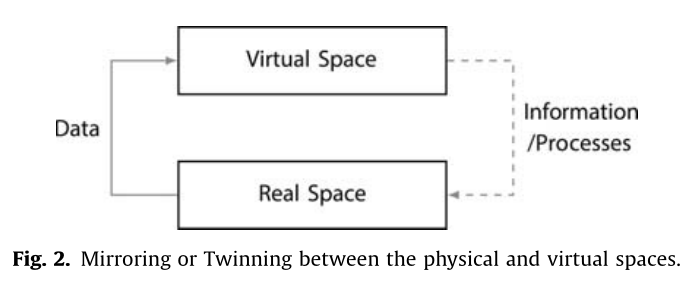 Virtual Space
Data
Information
/Processes
Real Space
Fig. 2. Mirroring or Twinning between the physical and virtual spaces.